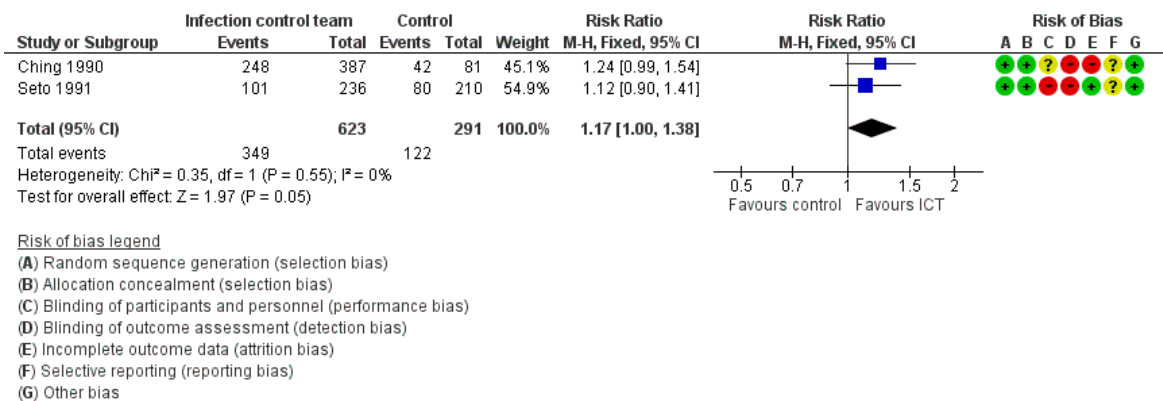 Infection control team Control Risk Ratio Risk Ratio Risk of Bias
Study or Subgroup Events Total Events Total Weight M-H, Fixed, 95% CI M-H, Fixed, 95% CI A B C D E F G
Ching 1990 248 387 42 81 45.1% 1.24 [0.99, 1.54] + + ? - - ? +
Seto 1991 101 236 80 210 54.9% 1.12 [0.90, 1.41] + + - - + ? +
Total (95% CI) 623 291 100.0% 1.17 [1.00, 1.38]
Total events 349 122
Heterogeneity: Chi² = 0.35, df = 1 (P = 0.55); I² = 0%
Test for overall effect: Z = 1.97 (P = 0.05)
0.5 0.7 1 1.5 2
Favours control Favours ICT
Risk of bias legend
(A) Random sequence generation (selection bias)
(B) Allocation concealment (selection bias)
(C) Blinding of participants and personnel (performance bias)
(D) Blinding of outcome assessment (detection bias)
(E) Incomplete outcome data (attrition bias)
(F) Selective reporting (reporting bias)
(G) Other bias